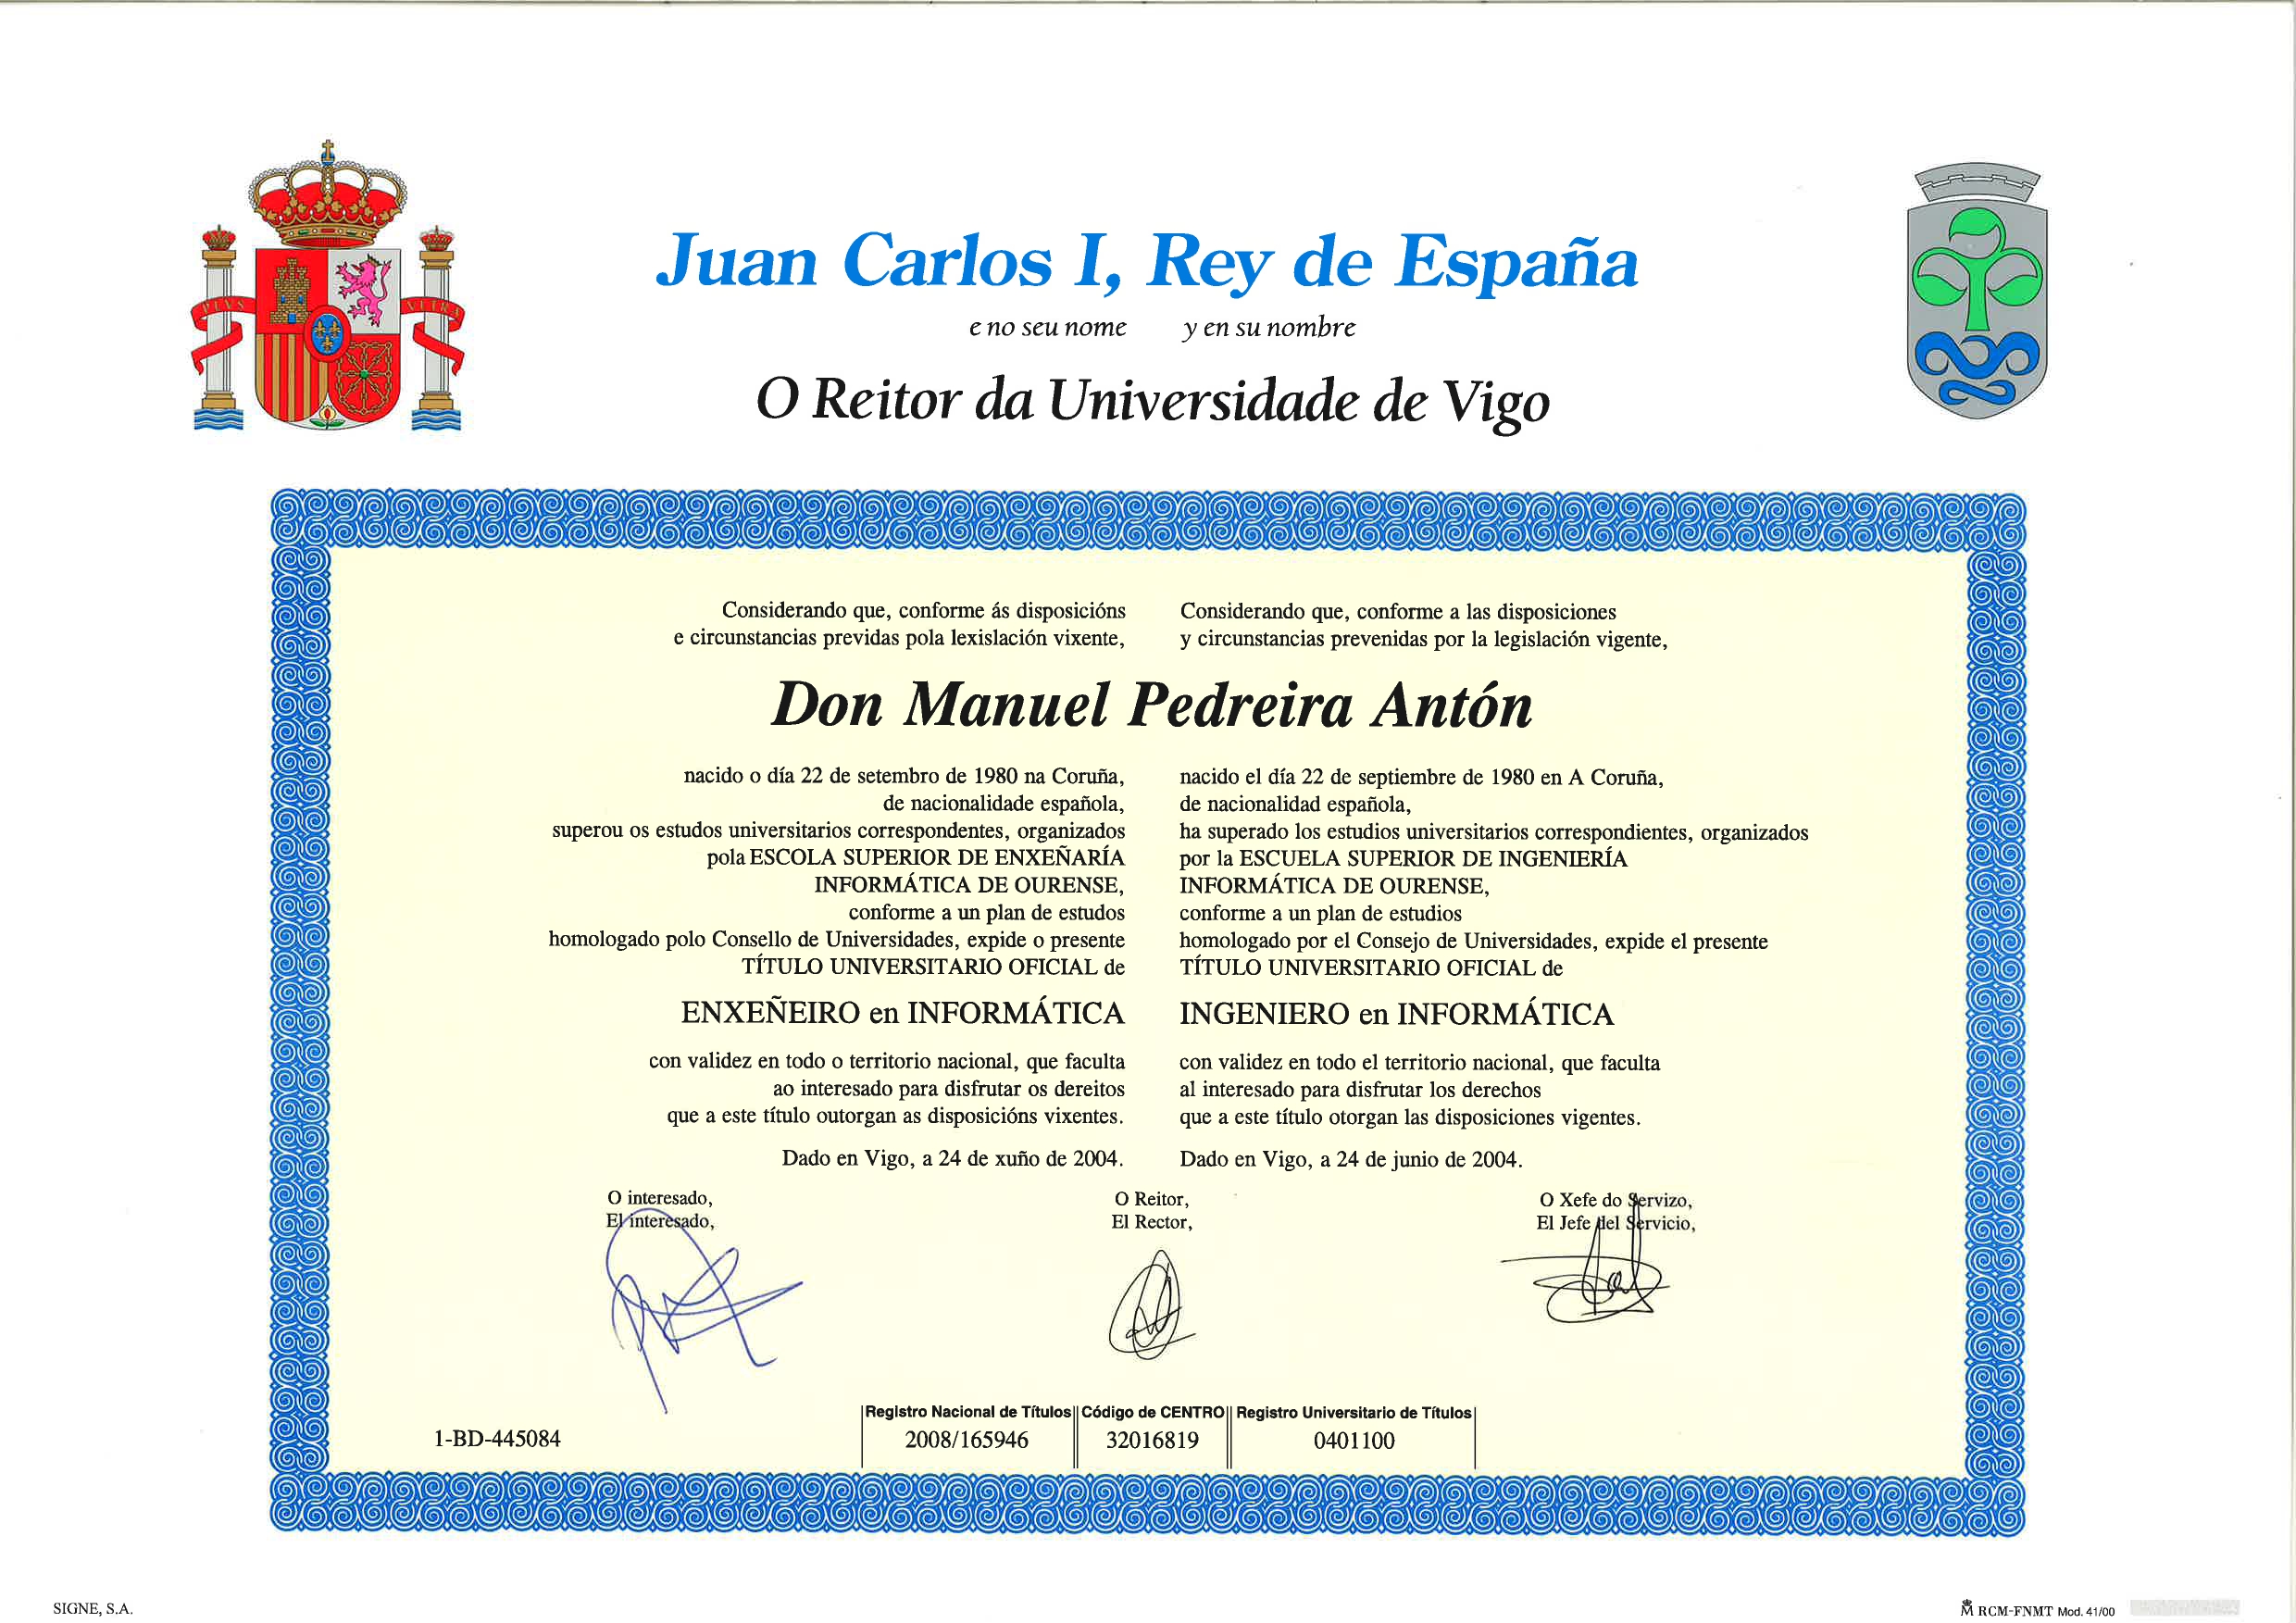 Juan Carlos I, Rey de España
e no seu nome y en su nombre
O Reitor da Universidade de Vigo
PLVS VLTRA
Considerando que, conforme ás disposicións
e circunstancias previdas pola lexislación vixente,
Considerando que, conforme a las disposiciones
y circunstancias prevenidas por la legislación vigente,
Don Manuel Pedreira Antón
nacido o día 22 de setembro de 1980 na Coruña,
de nacionalidade española,
superou os estudos universitarios correspondentes, organizados
pola ESCOLA SUPERIOR DE ENXEÑARÍA
INFORMÁTICA DE OURENSE,
conforme a un plan de estudos
homologado polo Consello de Universidades, expide o presente
TÍTULO UNIVERSITARIO OFICIAL de
ENXEÑEIRO en INFORMÁTICA
con validez en todo o territorio nacional, que faculta
ao interesado para disfrutar os dereitos
que a este título outorgan as disposicións vixentes.
Dado en Vigo, a 24 de xuño de 2004.
nacido el día 22 de septiembre de 1980 en A Coruña,
de nacionalidad española,
ha superado los estudios universitarios correspondientes, organizados
por la ESCUELA SUPERIOR DE INGENIERÍA
INFORMÁTICA DE OURENSE,
conforme a un plan de estudios
homologado por el Consejo de Universidades, expide el presente
TÍTULO UNIVERSITARIO OFICIAL de
INGENIERO en INFORMÁTICA
con validez en todo el territorio nacional, que faculta
al interesado para disfrutar los derechos
que a este título otorgan las disposiciones vigentes.
Dado en Vigo, a 24 de junio de 2004.
O interesado,
El interesado,
O Reitor,
El Rector,
O Xefe do Servizo,
El Jefe del Servicio,
1-BD-445084
Registro Nacional de Títulos
2008/165946
Código de CENTRO
32016819
Registro Universitario de Títulos
0401100
SIGNE, S.A.
RCM-FNMT Mod. 41/00